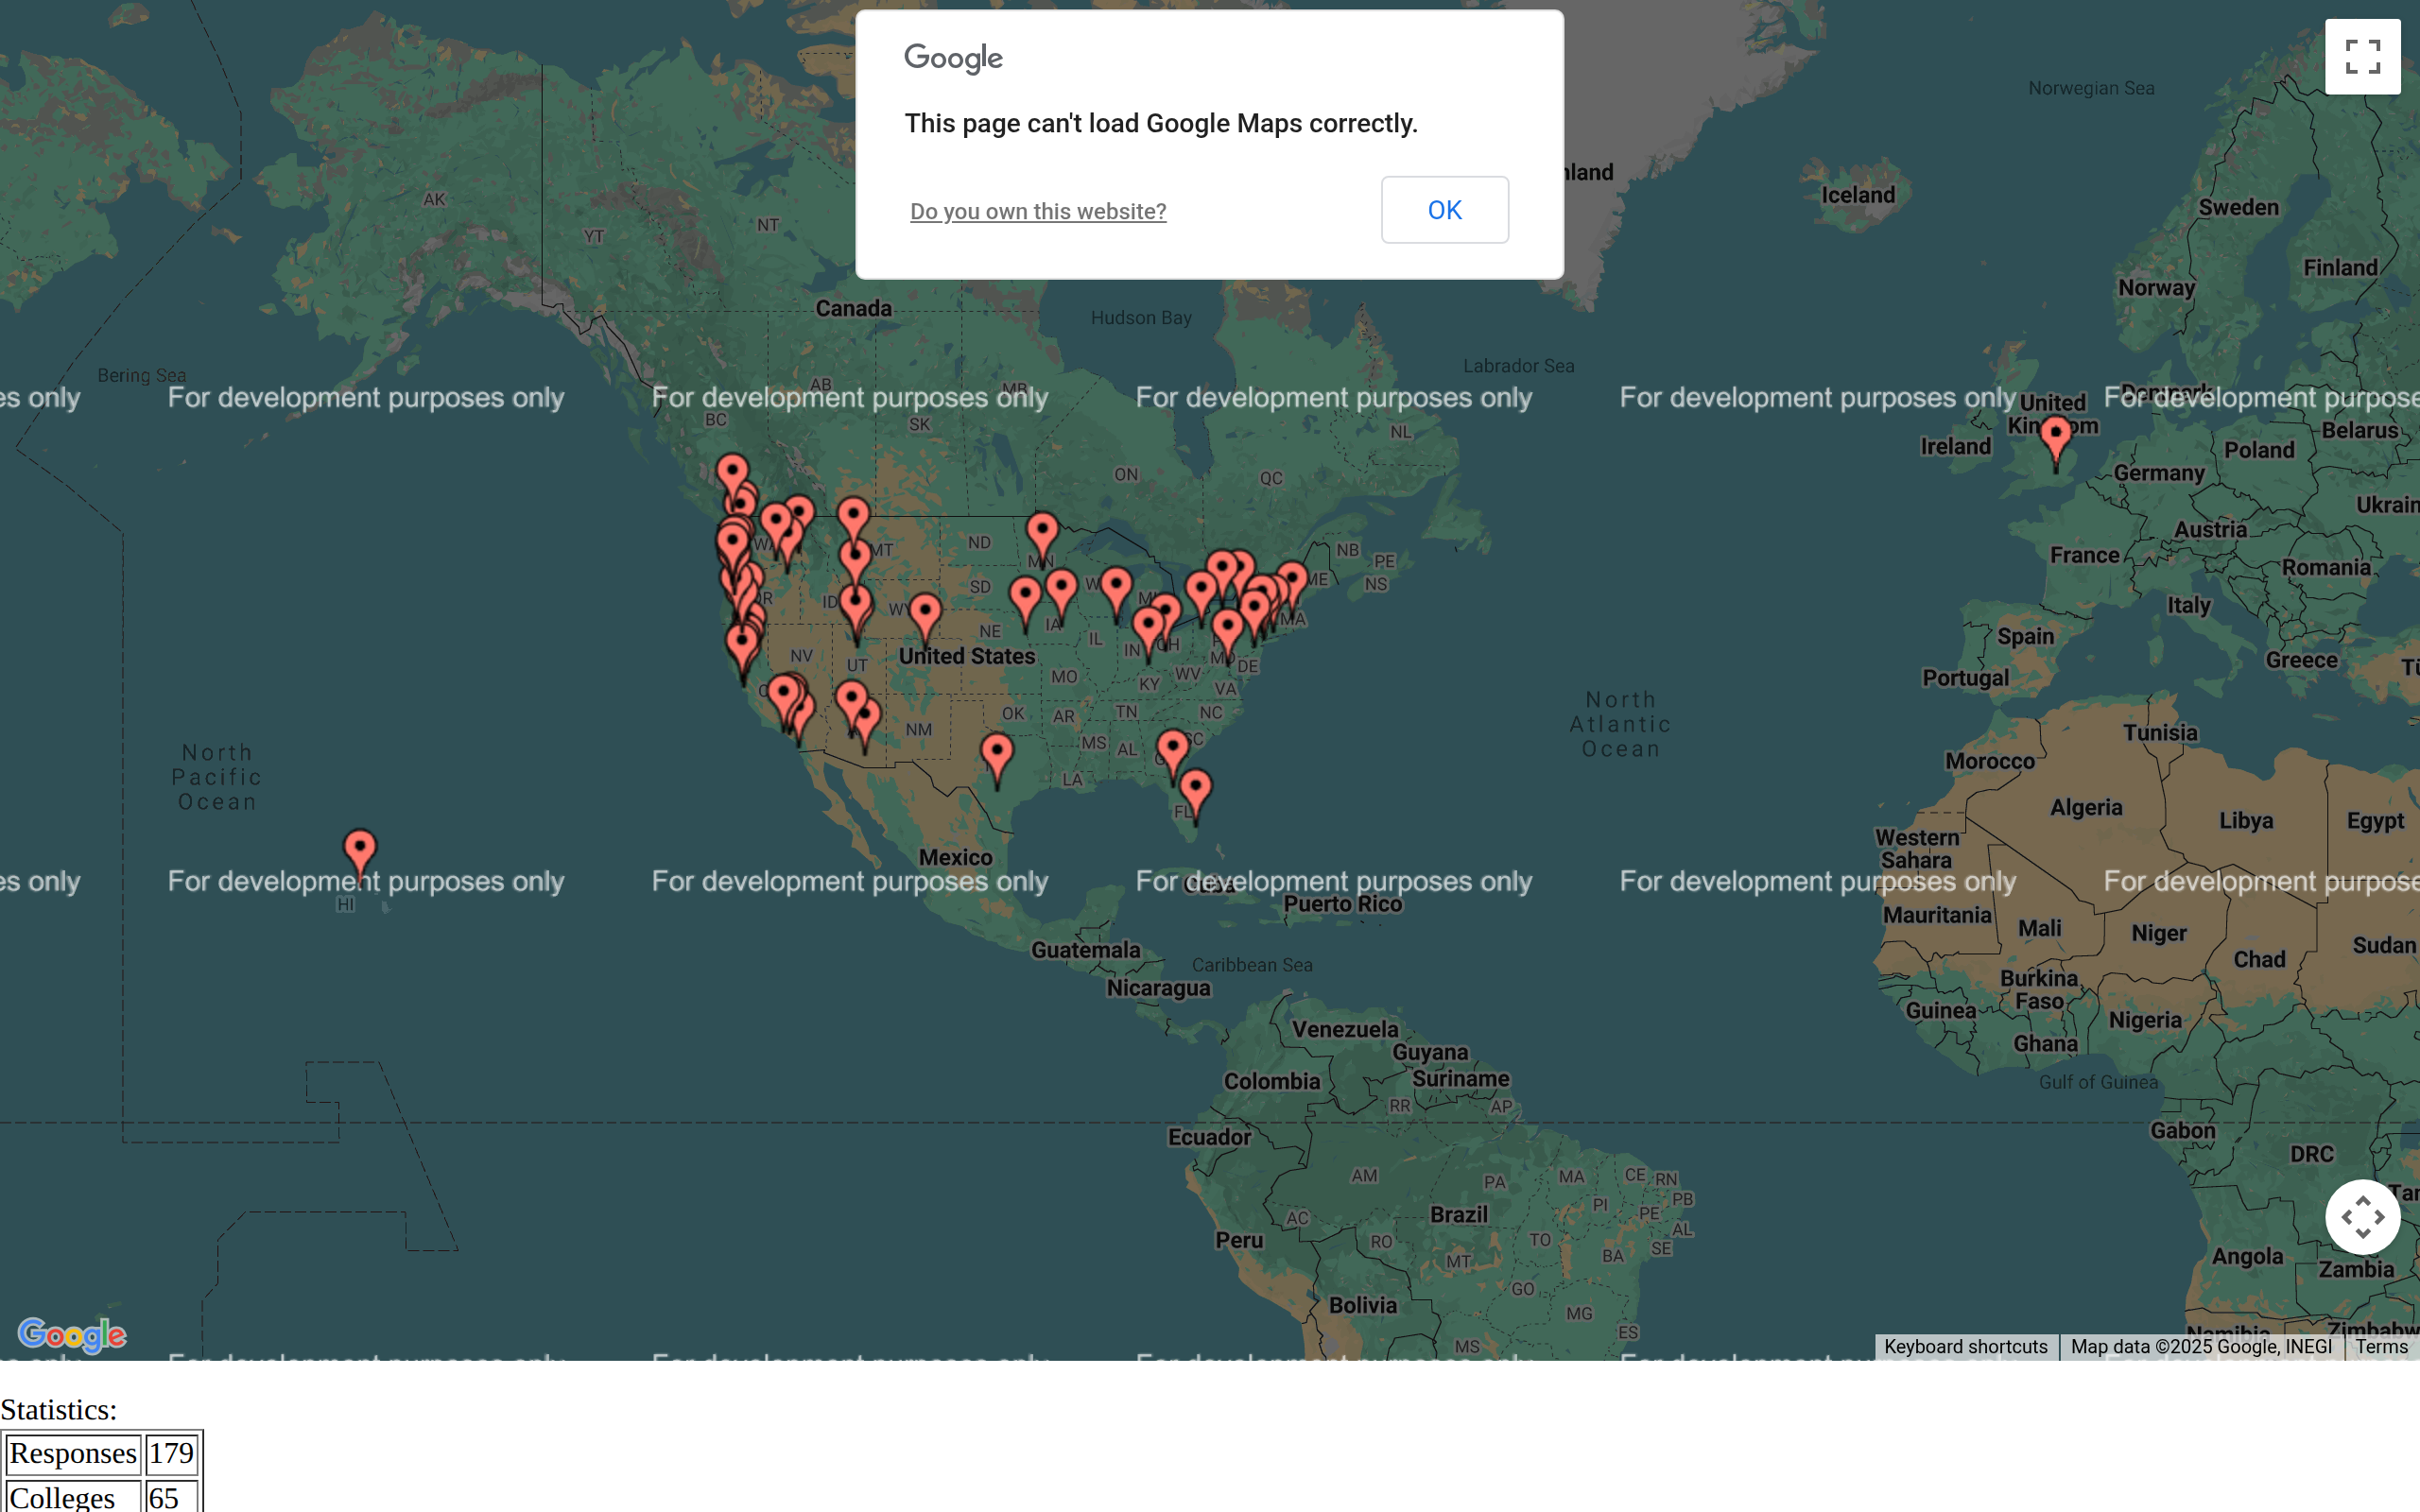 Google
This page can't load Google Maps correctly.
Do you own this website?
OK
Norwegian Sea
Iceland
Sweden
Finland
Norway
AK
YT
NT
Canada
Hudson Bay
Labrador Sea
Bering Sea
For development purposes only
For development purposes only
For development purposes only
For development purposes only
AB
BC
SK
MB
ON
QC
NL
NB
PE
NS
Denmark
United
Ireland
Belarus
Poland
Germany
Austria
France
Romania
Italy
Spain
Portugal
Greece
ND
MN
MT
SD
ID
WY
NE
IA
IL
IN
ME
MA
NV
UT
United States
MO
KY
WV
VA
DE
OK
AR
TN
NC
NM
MS
AL
LA
FL
North
Pacific
Ocean
North
Atlantic
Ocean
HI
Mexico
Cuba
Puerto Rico
Guatemala
Caribbean Sea
Nicaragua
Tunisia
Morocco
Algeria
Libya
Egypt
Western
Sahara
For development purposes only
For development purposes only
For development purposes only
For development purposes only
Mauritania
Mali
Niger
Chad
Sudan
Burkina
Faso
Guinea
Nigeria
Ghana
Gulf of Guinea
Gabon
DRC
Angola
Zambia
Venezuela
Guyana
Suriname
Colombia
RR
AP
Ecuador
AM
PA
MA
CE
RN
PB
PI
PE
AL
SE
AC
RO
TO
BA
MT
GO
MG
ES
MS
Brazil
Peru
Bolivia
Google
Keyboard shortcuts
Map data ©2025 Google, INEGI
Terms
Statistics:
Responses 179
Colleges 65